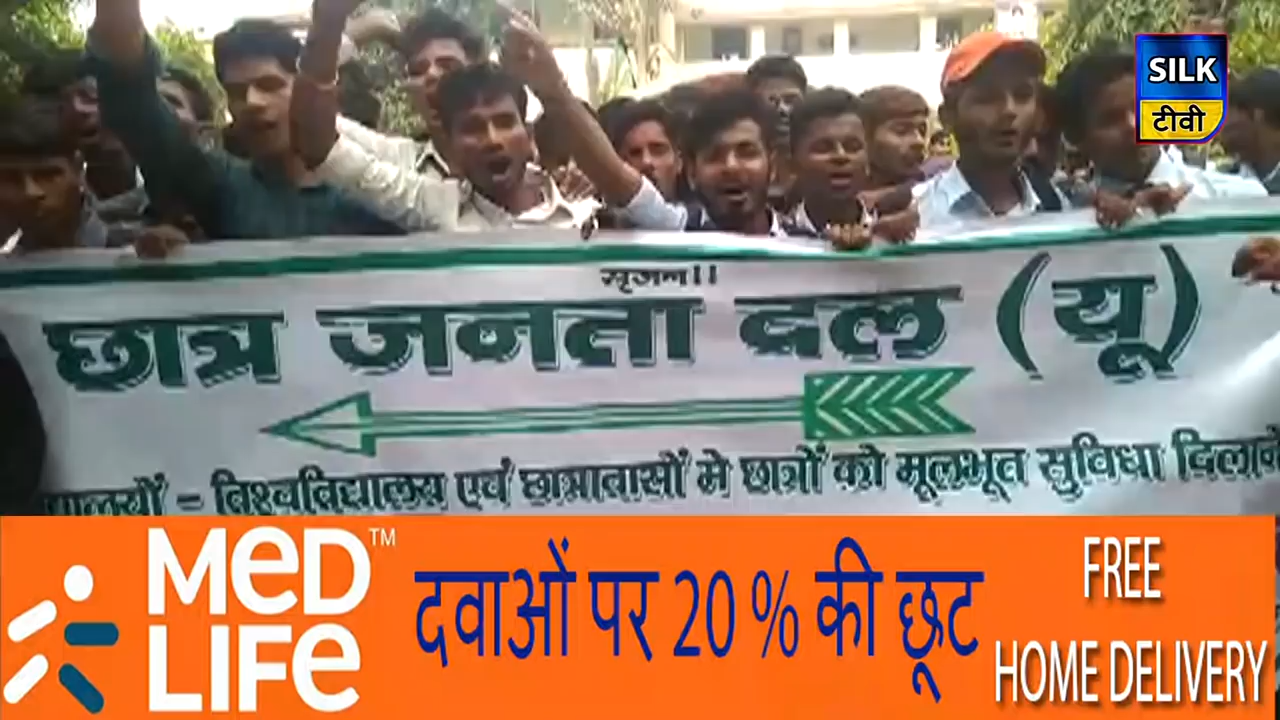 SILK
टीवी
सृजन।।
छात्र जनता दल (यू)
विश्वविद्यालय एवं छात्रावासों मे छात्रों को मूलभूत सुविधा दिलाने
MeD LIFe™
दवाओं पर 20 % की छूट
FREE
HOME DELIVERY